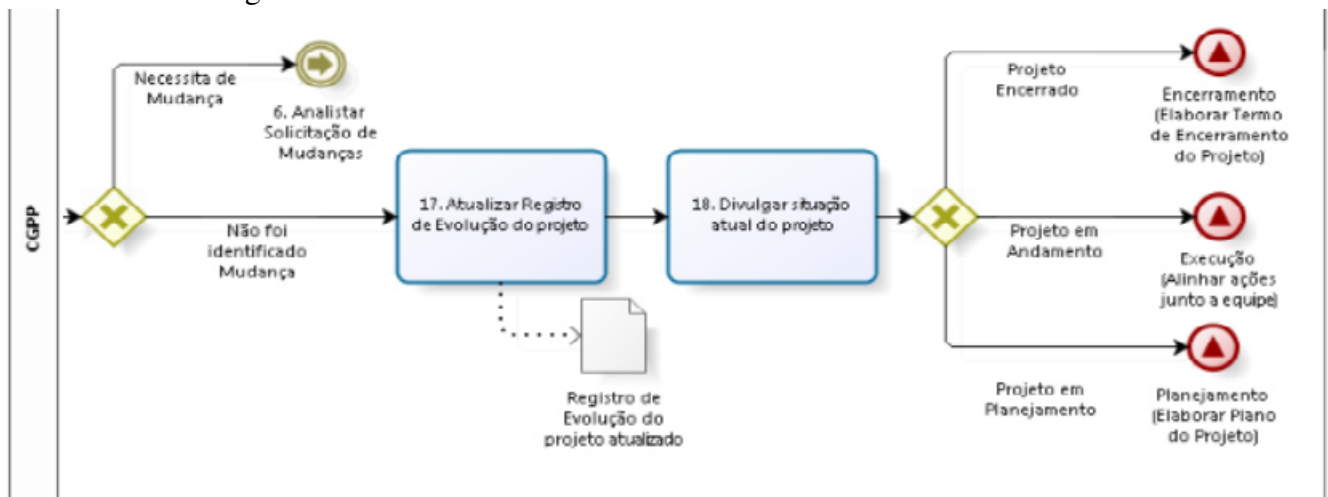 CGPP
Necessita de
Mudança
6. Analistar
Solicitação de
Mudanças
Não foi
identificado
Mudança
17. Atualizar Registro
de Evolução do projeto
Registro de
Evolução do
projeto atualizado
18. Divulgar situação
atual do projeto
Projeto
Encerrado
Encerramento
(Elaborar Termo
de Encerramento
do Projeto)
Projeto em
Andamento
Execução
(Alinhar ações
junto a equipe)
Projeto em
Planejamento
Planejamento
(Elaborar Plano
do Projeto)